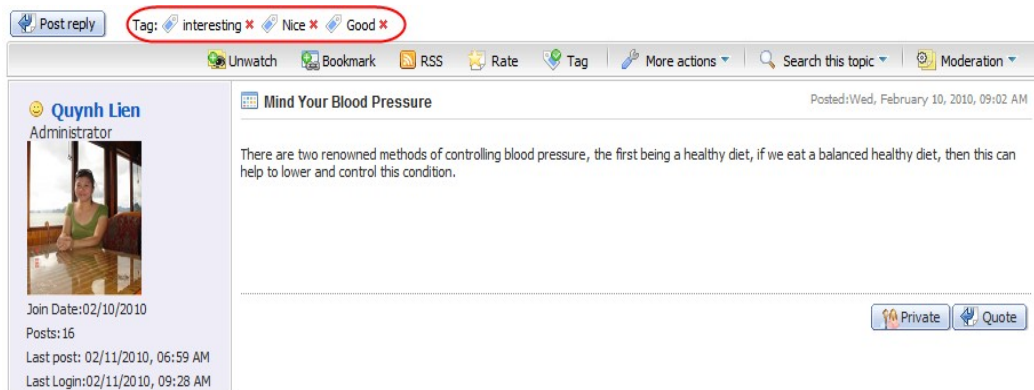 Post reply Tag: interesting Nice Good
Unwatch Bookmark RSS Rate Tag More actions Search this topic Moderation
Quynh Lien
Administrator
Mind Your Blood Pressure Posted:Wed, February 10, 2010, 09:02 AM
There are two renowned methods of controlling blood pressure, the first being a healthy diet, if we eat a balanced healthy diet, then this can
help to lower and control this condition.
Join Date:02/10/2010
Posts:16
Last post: 02/11/2010, 06:59 AM
Last Login:02/11/2010, 09:28 AM
Private Quote